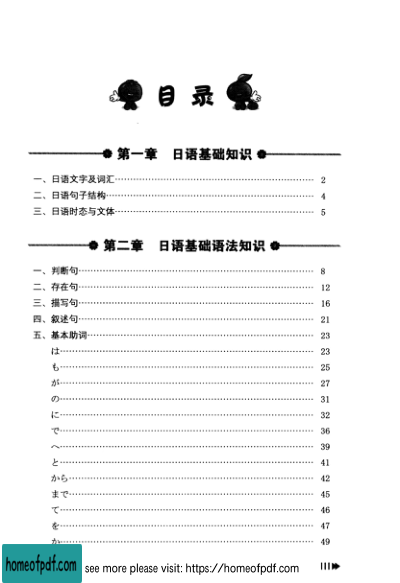 目录
第一章 日语基础知识
一、日语文字及词汇 2
二、日语句子结构 4
三、日语时态与文体 5
第二章 日语基础语法知识
一、判断句 8
二、存在句 12
三、描写句 16
四、叙述句 21
五、基本助词 23
は 23
も 25
が 27
の 31
に 32
で 36
へ 39
と 41
から 42
まで 45
て 46
を 47
か 49
III
homeofpdf.com see more please visit: https://homeofpdf.com